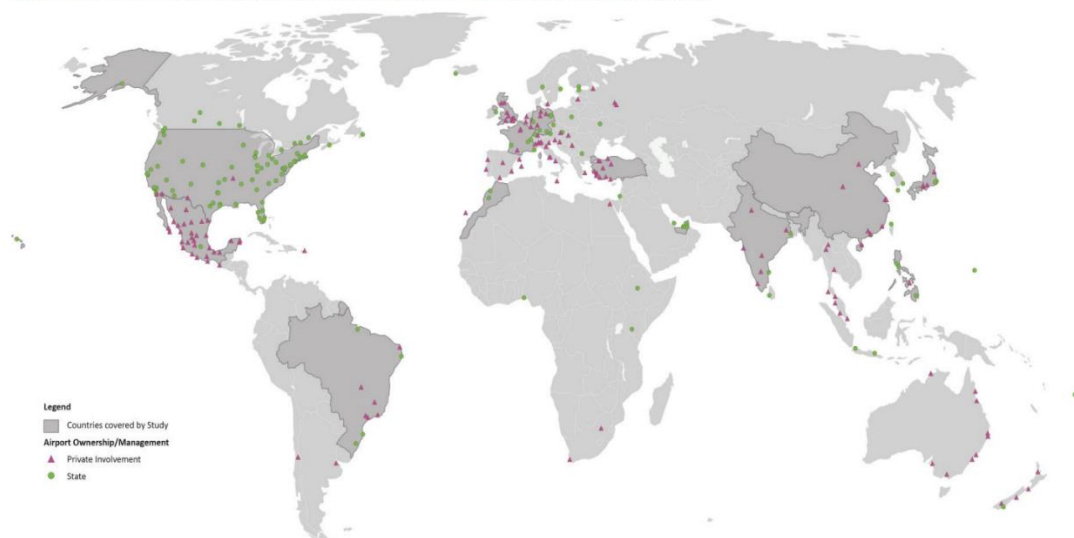 Legend
Countries covered by Study
Airport Ownership/Management
Private Involvement
State